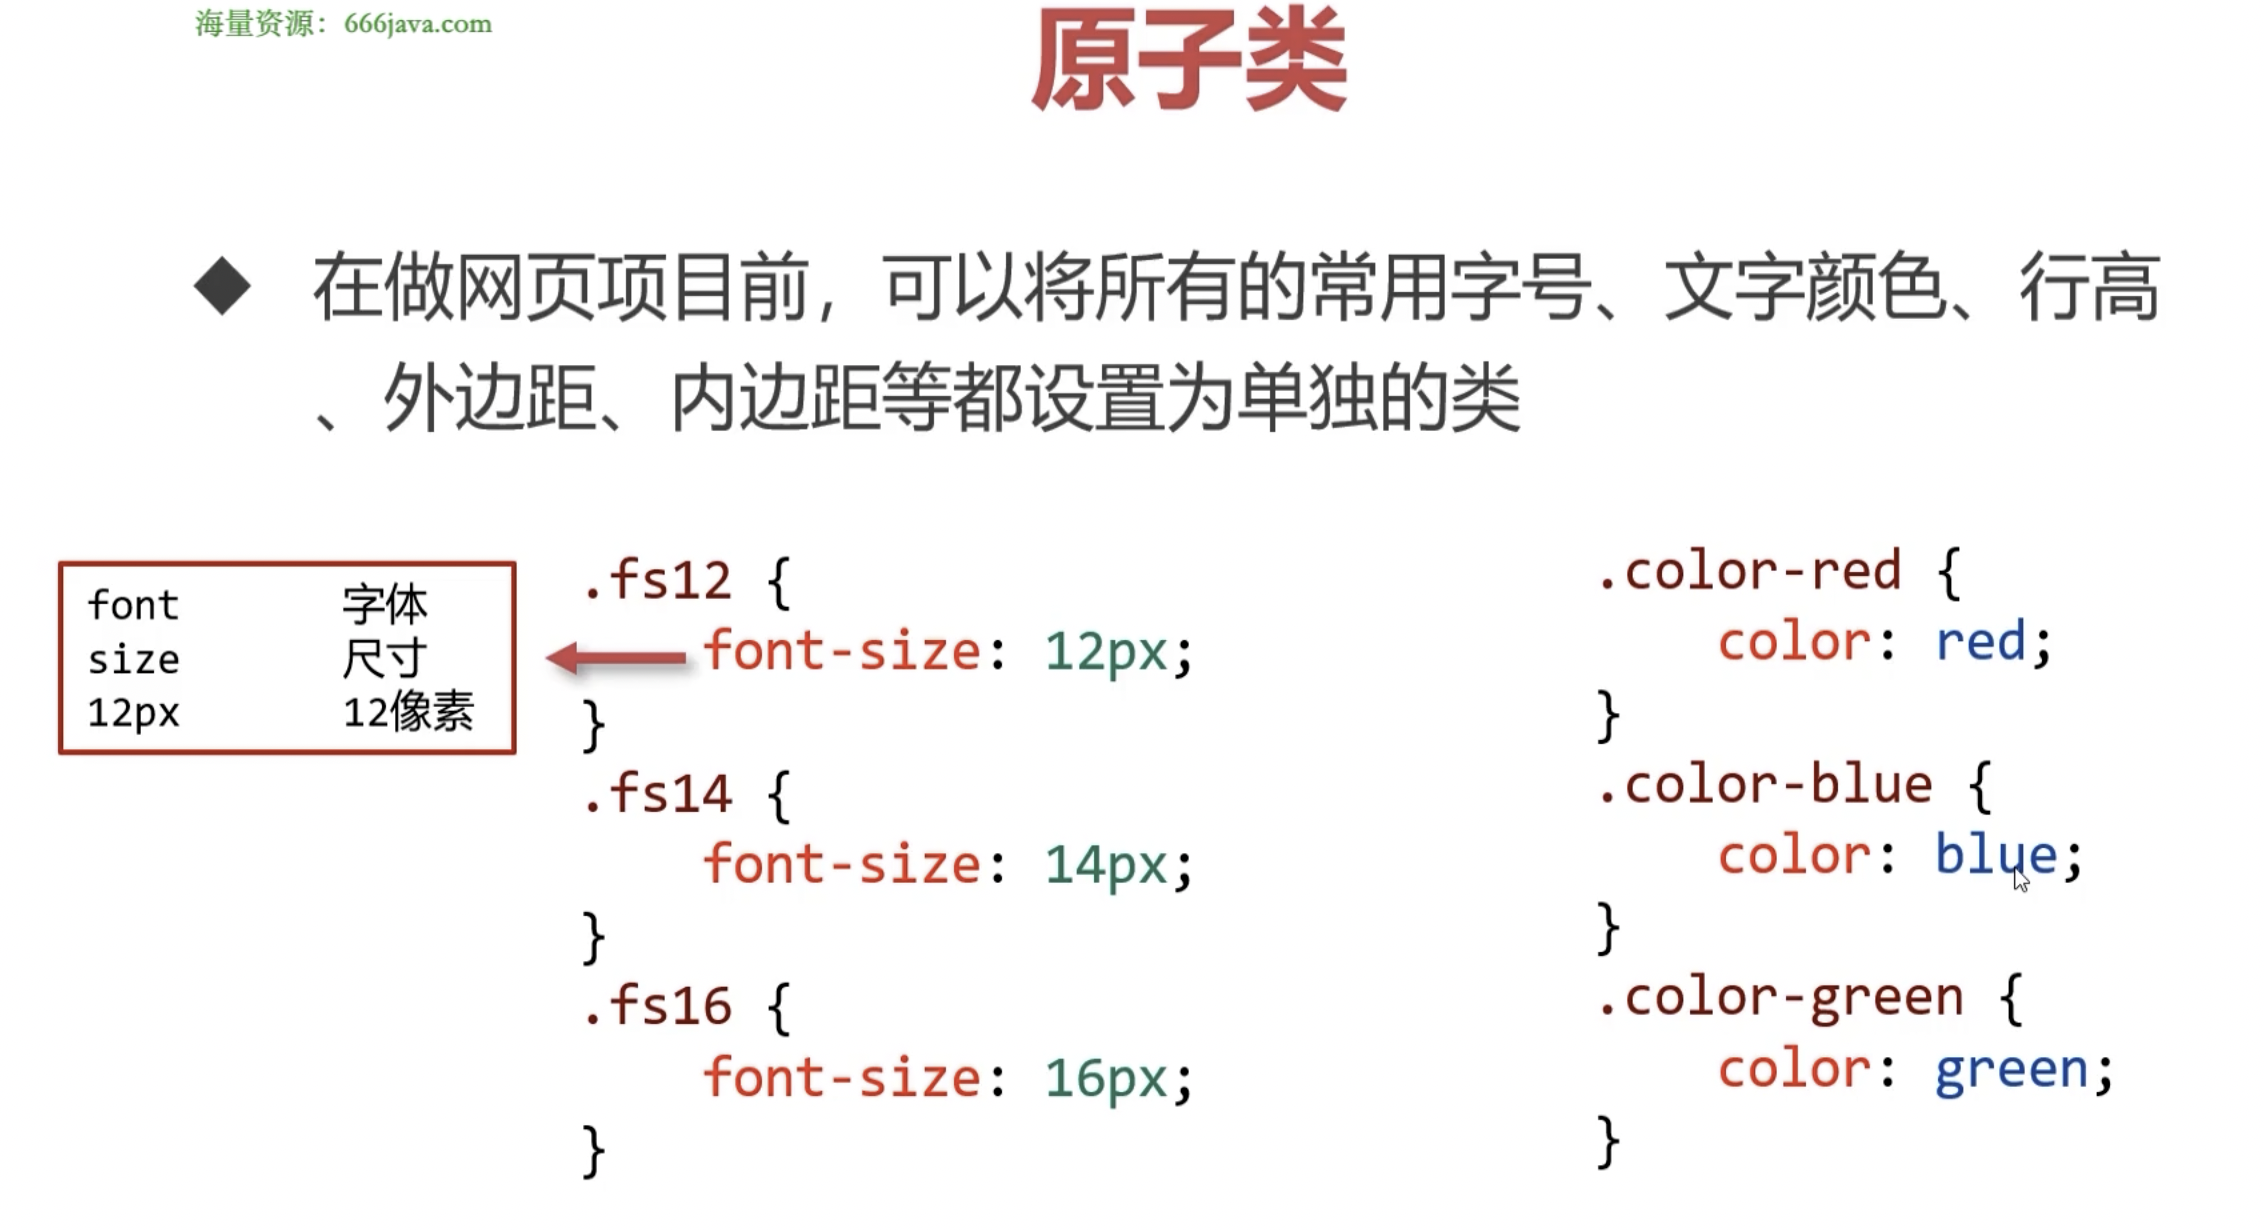 海量资源：666java.com
原子类
◆ 在做网页项目前，可以将所有的常用字号、文字颜色、行高
、外边距、内边距等都设置为单独的类
font 字体
size 尺寸
12px 12像素
.fs12 {
font-size: 12px;
}
.fs14 {
font-size: 14px;
}
.fs16 {
font-size: 16px;
}
.color-red {
color: red;
}
.color-blue {
color: blue;
}
.color-green {
color: green;
}